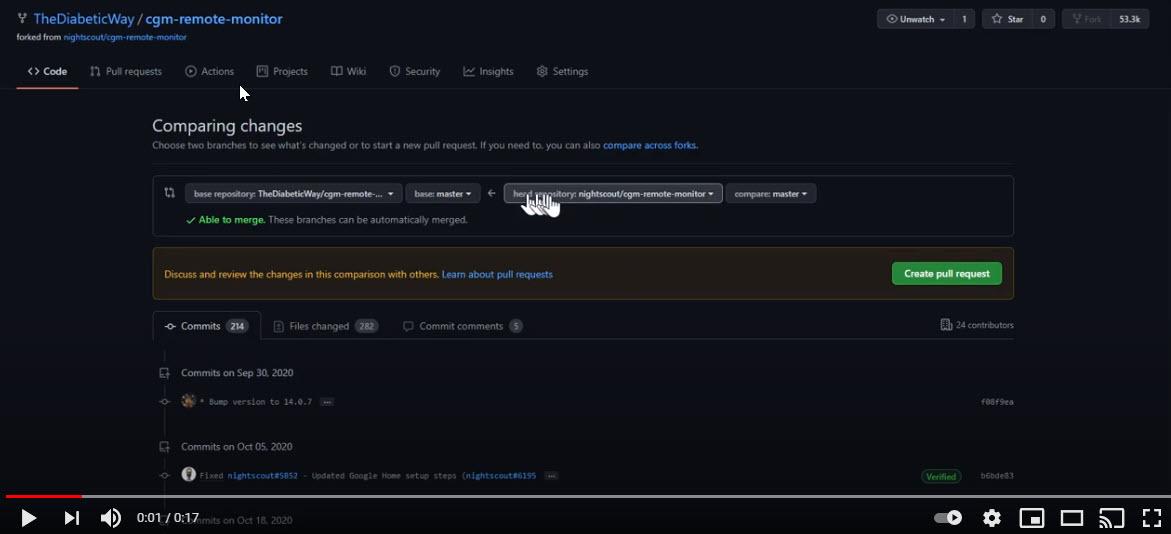 TheDiabeticWay / cgm-remote-monitor
Unwatch 1 Star 0 Fork 53.3k
forked from nightscout/cgm-remote-monitor
Code Pull requests Actions Projects Wiki Security Insights Settings
Comparing changes
Choose two branches to see what's changed or to start a new pull request. If you need to, you can also compare across forks.
base repository: TheDiabeticWay/cgm-remote-... base: master head repository: nightscout/cgm-remote-monitor compare: master
Able to merge. These branches can be automatically merged.
Discuss and review the changes in this comparison with others. Learn about pull requests Create pull request
Commits 214 Files changed 282 Commit comments 5 24 contributors
Commits on Sep 30, 2020
* Bump version to 14.0.7 ... f08f9ea
Commits on Oct 05, 2020
Fixed nightscout#5852 - Updated Google Home setup steps (nightscout#6195 ... Verified b6bde83
0:01 / 0:17 Commits on Oct 18, 2020